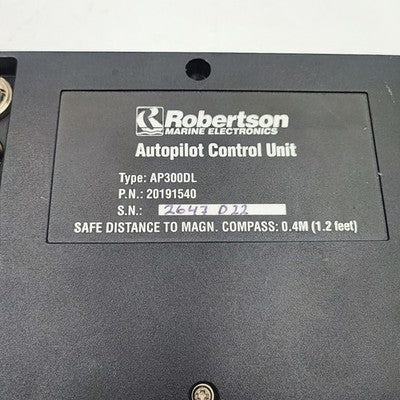 Robertson
MARINE ELECTRONICS
Autopilot Control Unit
Type: AP300DL
P.N.: 20191540
S.N.: 2647 D22
SAFE DISTANCE TO MAGN. COMPASS: 0.4M (1.2 feet)